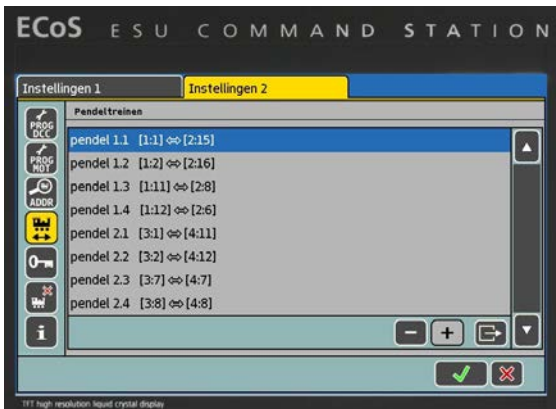 ECoS ESU COMMAND STATION
Instellingen 1 Instellingen 2
Pendeltreinen
PROG DCC
pendel 1.1 [1:1] ⇔ [2:15]
PROG MOT
pendel 1.2 [1:2] ⇔ [2:16]
pendel 1.3 [1:11] ⇔ [2:8]
ADDR
pendel 1.4 [1:12] ⇔ [2:6]
pendel 2.1 [3:1] ⇔ [4:11]
pendel 2.2 [3:2] ⇔ [4:12]
pendel 2.3 [3:7] ⇔ [4:7]
pendel 2.4 [3:8] ⇔ [4:8]
i
TFT high resolution liquid crystal display